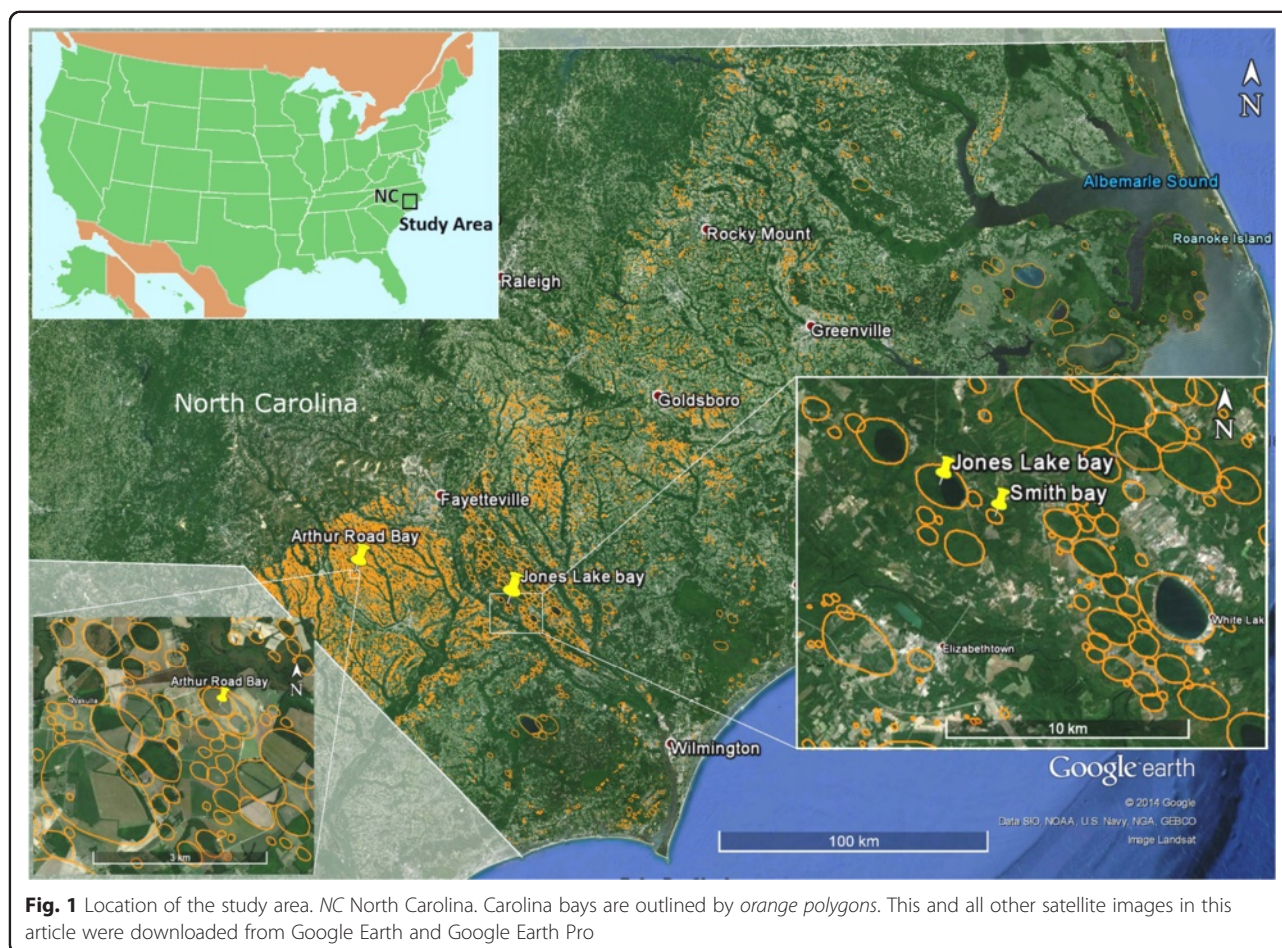 NC
Study Area
N
Albemarle Sound
Roanoke Island
Rocky Mount
Raleigh
Greenville
North Carolina
Goldsboro
Fayetteville
Arthur Road Bay
Jones Lake bay
Wilmington
N
Jones Lake bay
Smith bay
White Lak
Elizabethtown
10 km
N
Arthur Road Bay
Wakulla
3 km
Google earth
© 2014 Google
Data SIO, NOAA, U.S. Navy, NGA, GEBCO
Image Landsat
100 km
Fig. 1 Location of the study area. NC North Carolina. Carolina bays are outlined by orange polygons. This and all other satellite images in this
article were downloaded from Google Earth and Google Earth Pro